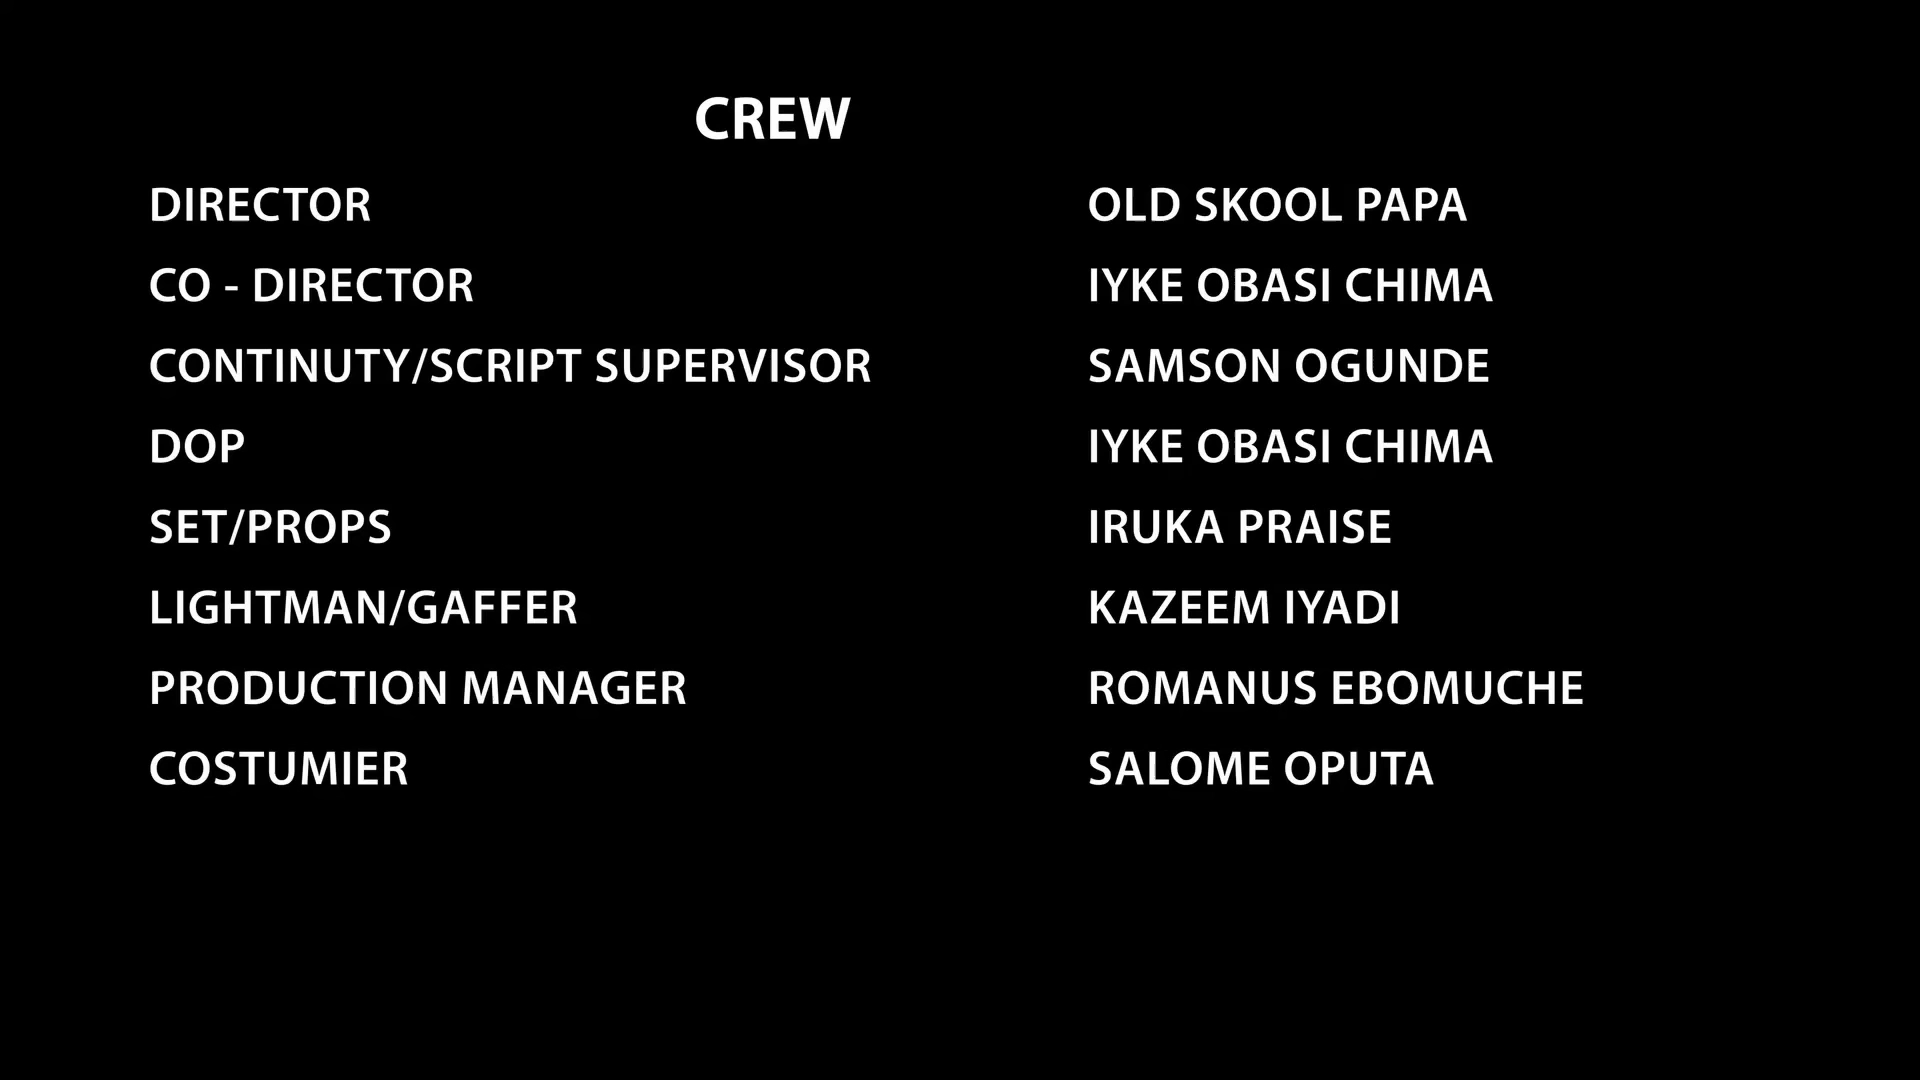 CREW
DIRECTOR OLD SKOOL PAPA
CO - DIRECTOR IYKE OBASI CHIMA
CONTINUTY/SCRIPT SUPERVISOR SAMSON OGUNDE
DOP IYKE OBASI CHIMA
SET/PROPS IRUKA PRAISE
LIGHTMAN/GAFFER KAZEEM IYADI
PRODUCTION MANAGER ROMANUS EBOMUCHE
COSTUMIER SALOME OPUTA